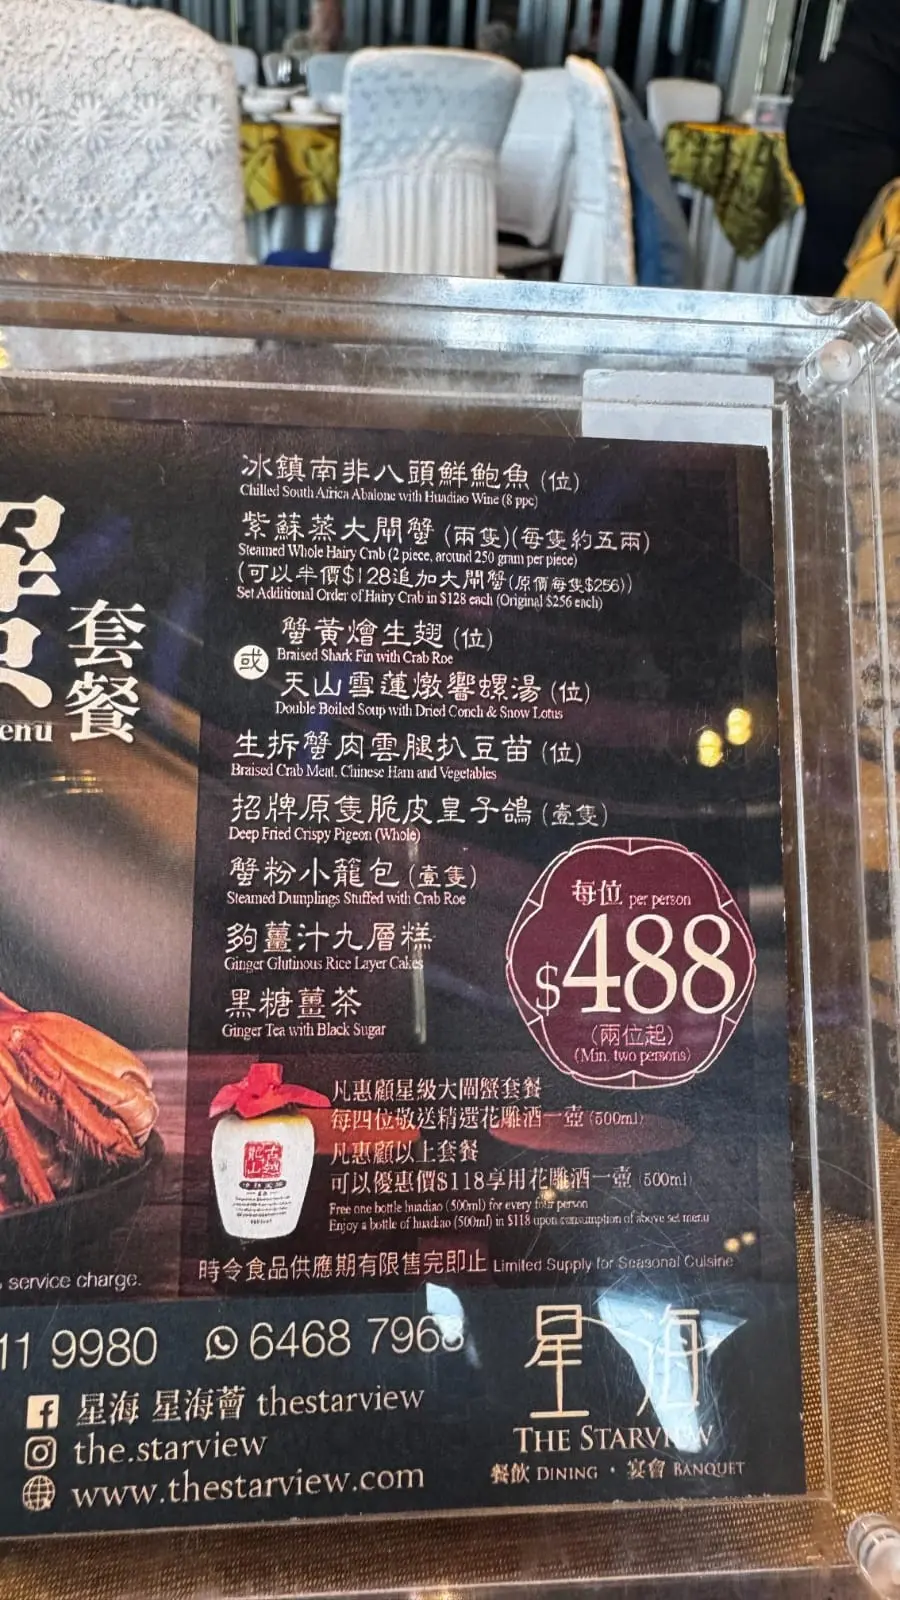 套餐
enu
冰鎮南非八頭鮮鮑魚 (位)
Chilled South Africa Abalone with Huadiao Wine (8 ppc)
紫蘇蒸大閘蟹 (兩隻)(每隻約五兩)
Steamed Whole Hairy Crab (2 piece, around 250 gram per piece)
(可以半價$128追加大閘蟹(原價每隻$256))
Set Additional Order of Hairy Crab in $128 each (Original $256 each)
蟹黃燴生翅 (位)
Braised Shark Fin with Crab Roe
或
天山雪蓮燉響螺湯 (位)
Double Boiled Soup with Dried Conch & Snow Lotus
生拆蟹肉雲腿扒豆苗 (位)
Braised Crab Meat, Chinese Ham and Vegetables
招牌原隻脆皮皇子鴿 (壹隻)
Deep Fried Crispy Pigeon (Whole)
蟹粉小籠包 (壹隻)
Steamed Dumplings Stuffed with Crab Roe
夠薑汁九層糕
Ginger Glutinous Rice Layer Cakes
黑糖薑茶
Ginger Tea with Black Sugar
每位 per person
$488
(兩位起)
(Min. two persons)
凡惠顧星級大閘蟹套餐
每四位敬送精選花雕酒一壺 (500ml)
凡惠顧以上套餐
可以優惠價$118享用花雕酒一壺 (500ml)
Free one bottle huadiao (500ml) for every four person
Enjoy a bottle of huadiao (500ml) in $118 upon consumption of above set menu
時令食品供應期有限售完即止 Limited Supply for Seasonal Cuisine
service charge.
11 9980 6468 7968
星海 星海薈 thestarview
the.starview
www.thestarview.com
星海
THE STARVIEW
餐飲 DINING · 宴會 BANQUET